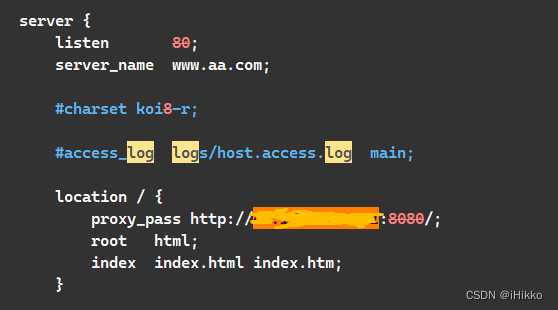 server {
    listen       80;
    server_name  www.aa.com;
    #charset koi8-r;
    #access_log  logs/host.access.log  main;
    location / {
        proxy_pass http://:8080/;
        root   html;
        index  index.html index.htm;
    }
CSDN @iHikko